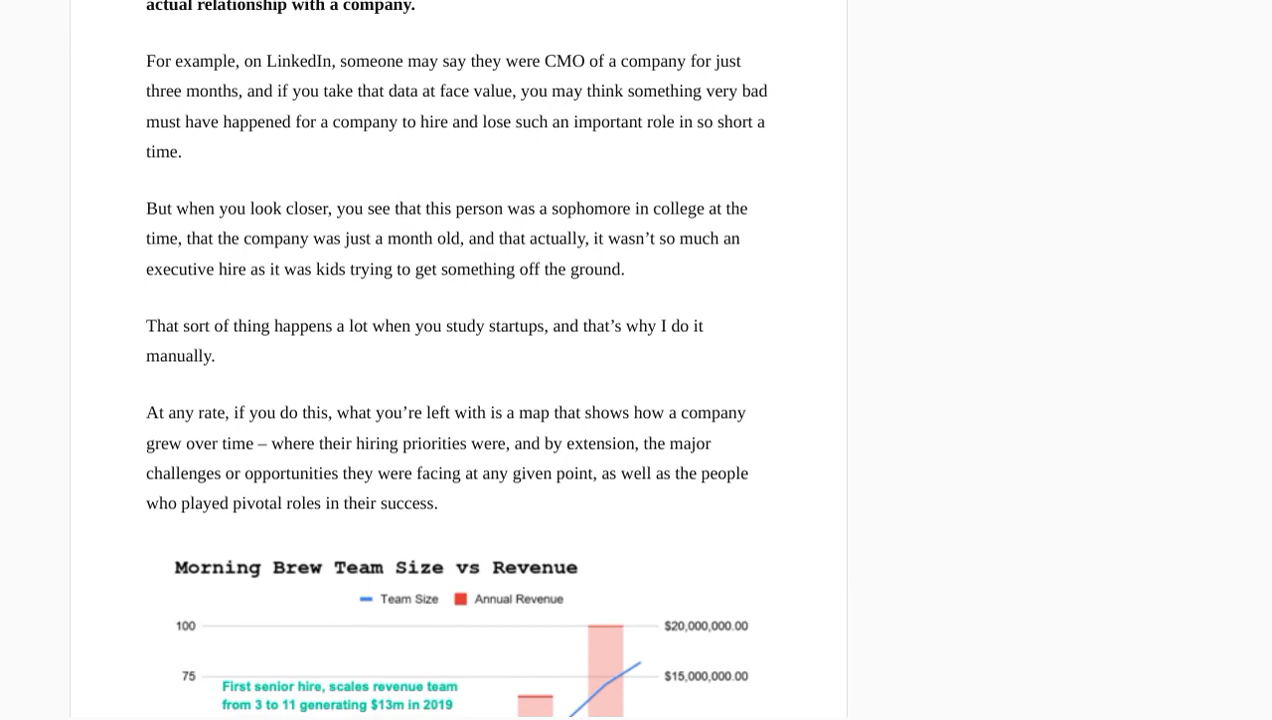 actual relationship with a company.
For example, on LinkedIn, someone may say they were CMO of a company for just
three months, and if you take that data at face value, you may think something very bad
must have happened for a company to hire and lose such an important role in so short a
time.
But when you look closer, you see that this person was a sophomore in college at the
time, that the company was just a month old, and that actually, it wasn’t so much an
executive hire as it was kids trying to get something off the ground.
That sort of thing happens a lot when you study startups, and that’s why I do it
manually.
At any rate, if you do this, what you’re left with is a map that shows how a company
grew over time – where their hiring priorities were, and by extension, the major
challenges or opportunities they were facing at any given point, as well as the people
who played pivotal roles in their success.
Morning Brew Team Size vs Revenue
Team Size Annual Revenue
100 $20,000,000.00
75 $15,000,000.00
First senior hire, scales revenue team
from 3 to 11 generating $13m in 2019